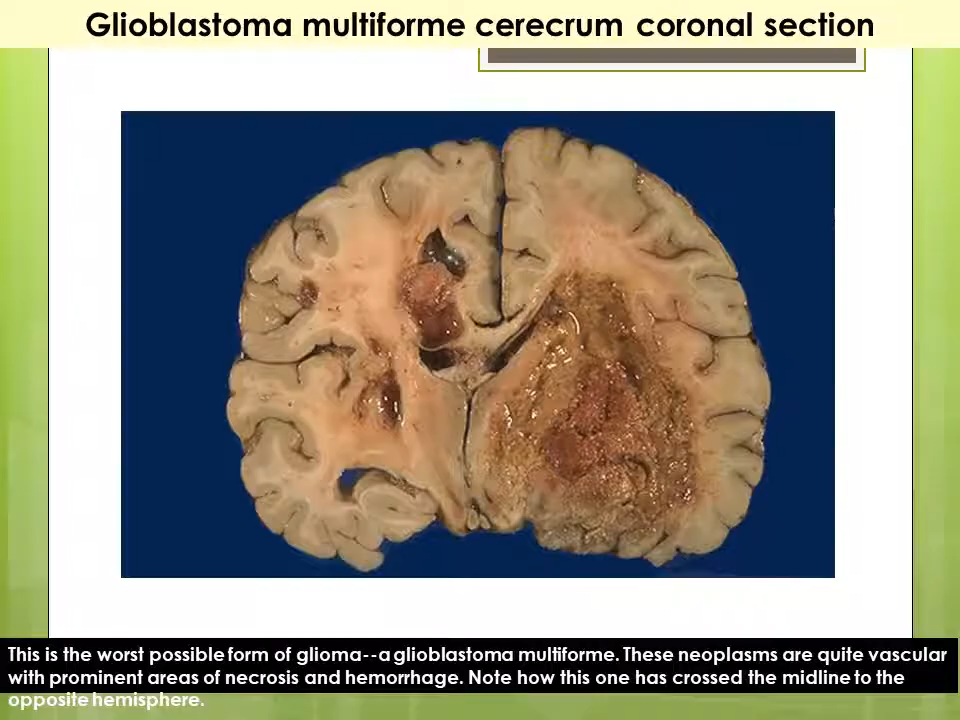 Glioblastoma multiforme cerecrum coronal section
This is the worst possible form of glioma--a glioblastoma multiforme. These neoplasms are quite vascular
with prominent areas of necrosis and hemorrhage. Note how this one has crossed the midline to the
opposite hemisphere.